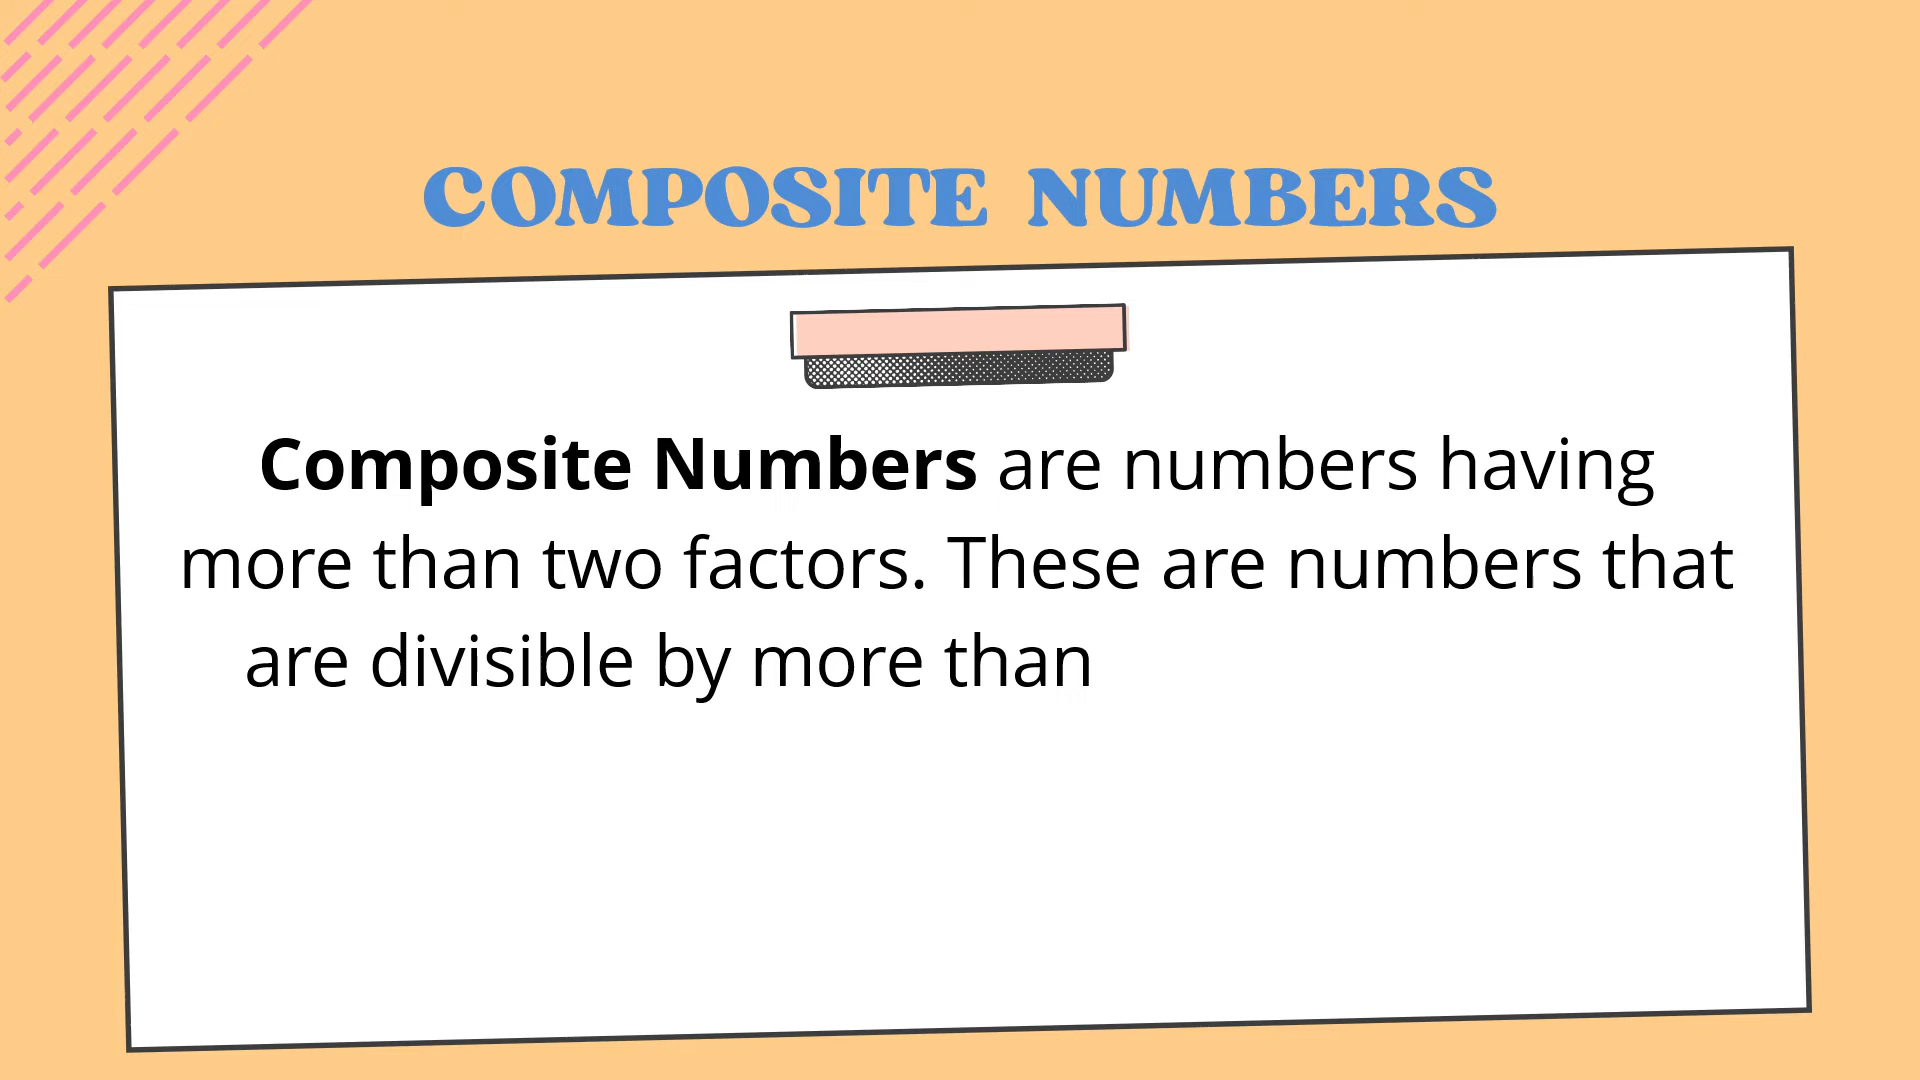 COMPOSITE NUMBERS
Composite Numbers are numbers having
more than two factors. These are numbers that
are divisible by more than